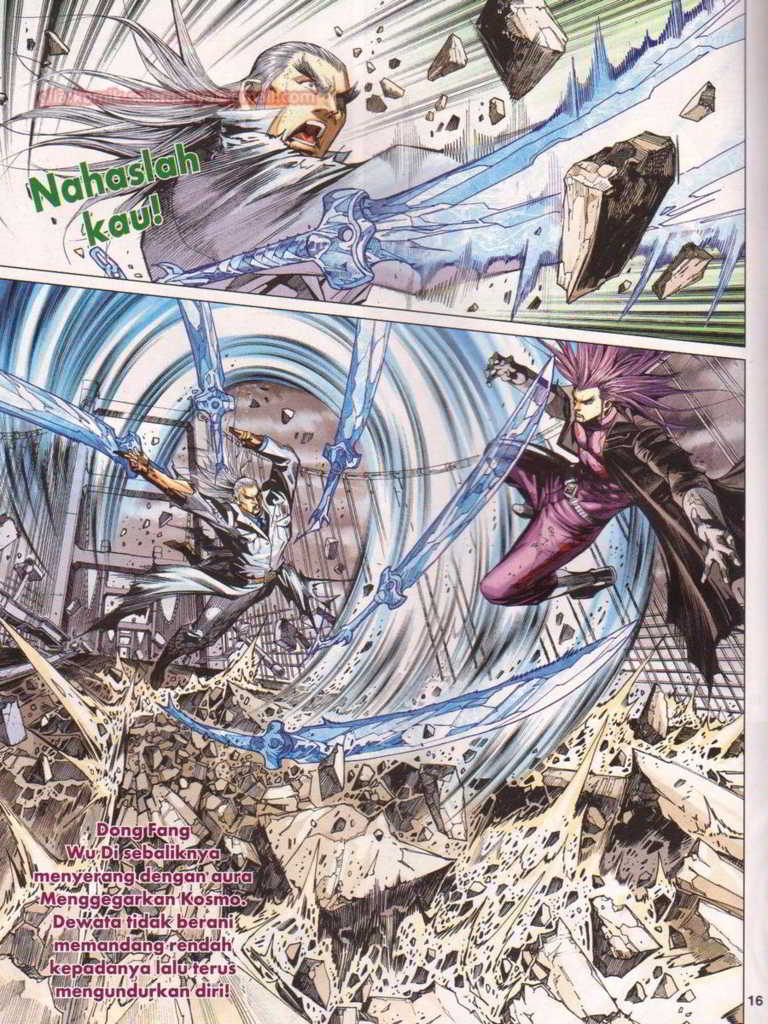 Nahaslah
kau!
Dong Fang
Wu Di sebaliknya
menyerang dengan aura
Menggegarkan Kosmo.
Dewata tidak berani
memandang rendah
kepadanya lalu terus
mengundurkan diri!
16